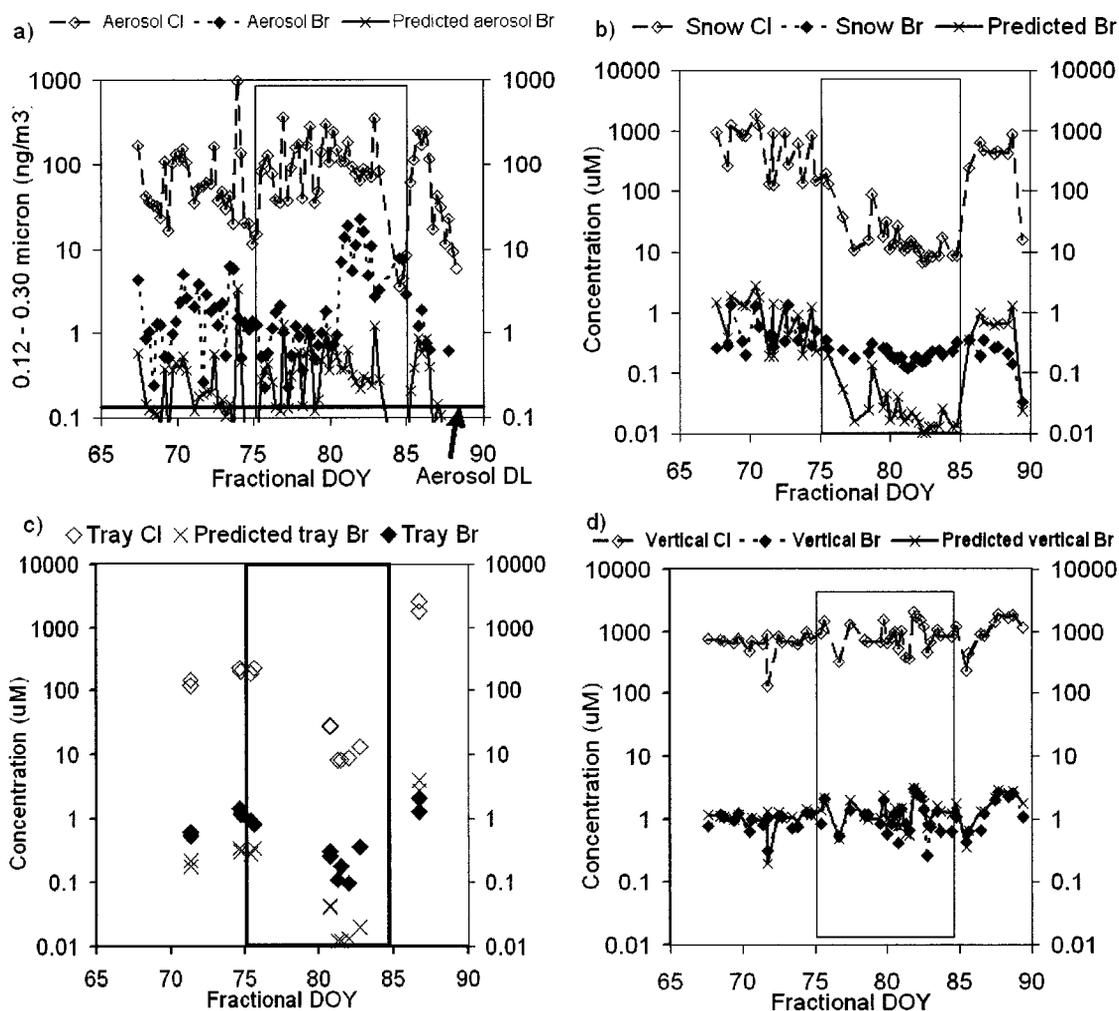 a) Aerosol Cl Aerosol Br Predicted aerosol Br
0.12 - 0.30 micron (ng/m3)
1000 1000
100 100
10 10
1 1
0.1 0.1
65 70 75 80 85 90
Fractional DOY
Aerosol DL
b) Snow Cl Snow Br Predicted Br
Concentration (uM)
10000 10000
1000 1000
100 100
10 10
1 1
0.1 0.1
0.01 0.01
65 70 75 80 85 90
Fractional DOY
c) Tray Cl Predicted tray Br Tray Br
Concentration (uM)
10000 10000
1000 1000
100 100
10 10
1 1
0.1 0.1
0.01 0.01
65 70 75 80 85 90
Fractional DOY
d) Vertical Cl Vertical Br Predicted vertical Br
Concentration (uM)
10000 10000
1000 1000
100 100
10 10
1 1
0.1 0.1
0.01 0.01
65 70 75 80 85 90
Fractional DOY